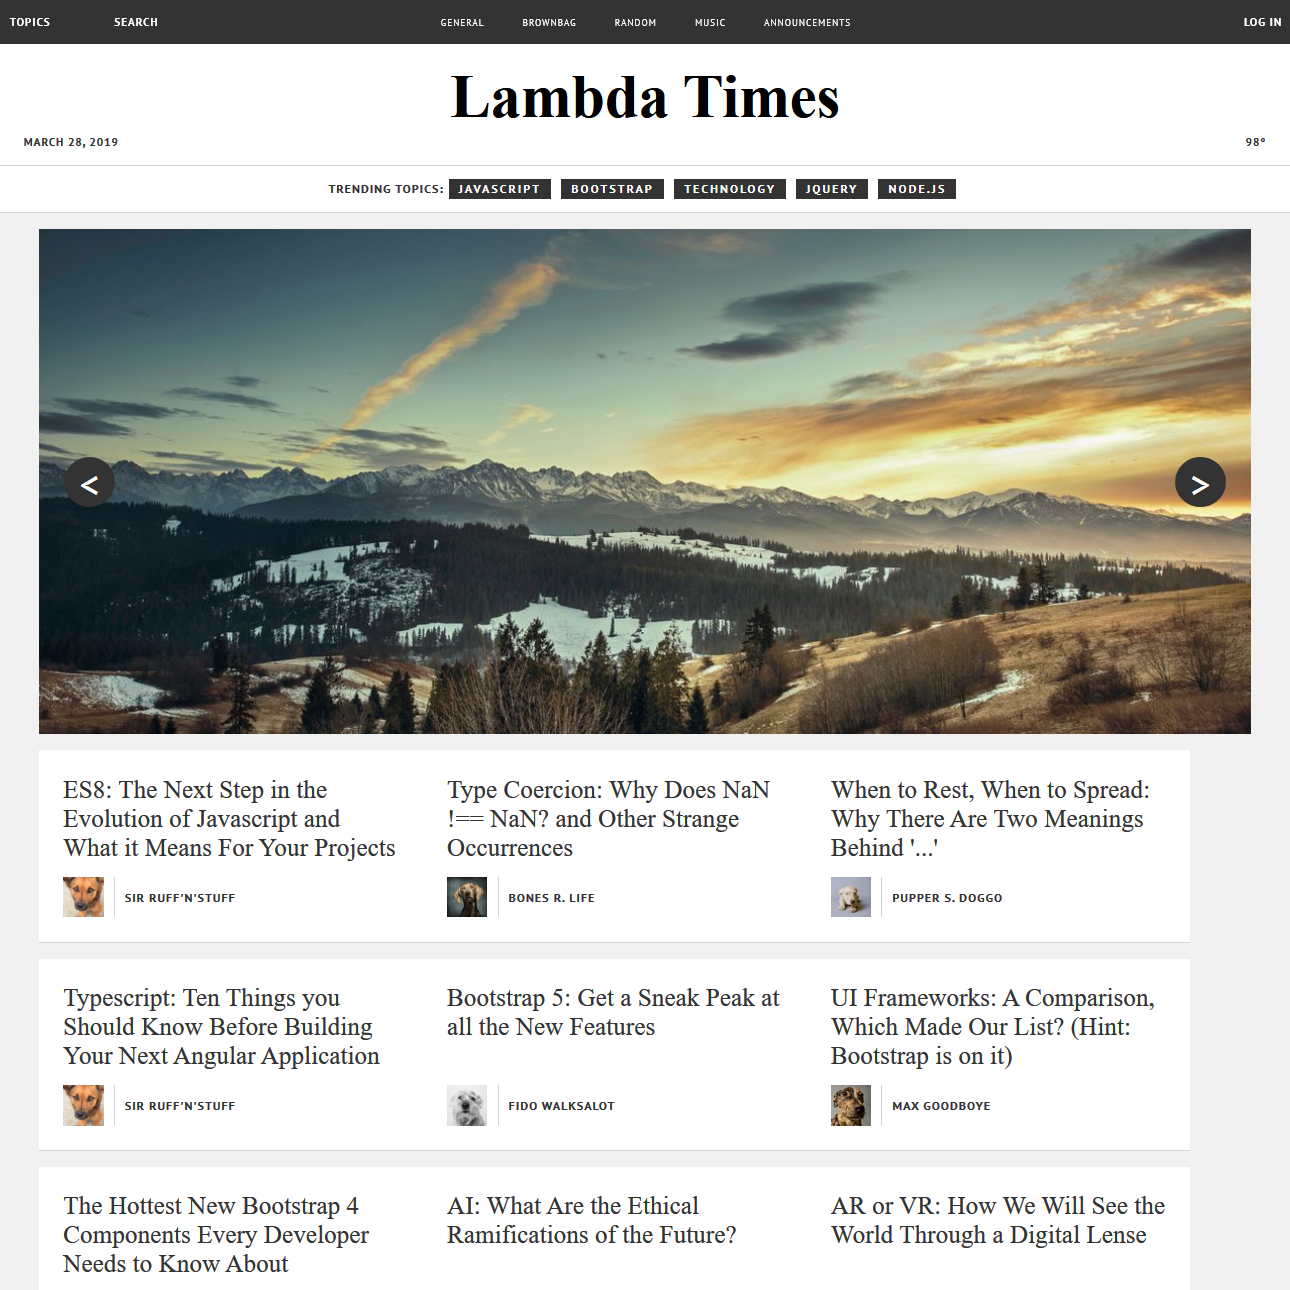 TOPICS SEARCH GENERAL BROWNBAG RANDOM MUSIC ANNOUNCEMENTS LOG IN
Lambda Times
MARCH 28, 2019 98°
TRENDING TOPICS: JAVASCRIPT BOOTSTRAP TECHNOLOGY JQUERY NODE.JS
< >
ES8: The Next Step in the
Evolution of Javascript and
What it Means For Your Projects
SIR RUFF'N'STUFF
Type Coercion: Why Does NaN
!== NaN? and Other Strange
Occurrences
BONES R. LIFE
When to Rest, When to Spread:
Why There Are Two Meanings
Behind '...'
PUPPER S. DOGGO
Typescript: Ten Things you
Should Know Before Building
Your Next Angular Application
SIR RUFF'N'STUFF
Bootstrap 5: Get a Sneak Peak at
all the New Features
FIDO WALKSALOT
UI Frameworks: A Comparison,
Which Made Our List? (Hint:
Bootstrap is on it)
MAX GOODBOYE
The Hottest New Bootstrap 4
Components Every Developer
Needs to Know About
AI: What Are the Ethical
Ramifications of the Future?
AR or VR: How We Will See the
World Through a Digital Lense